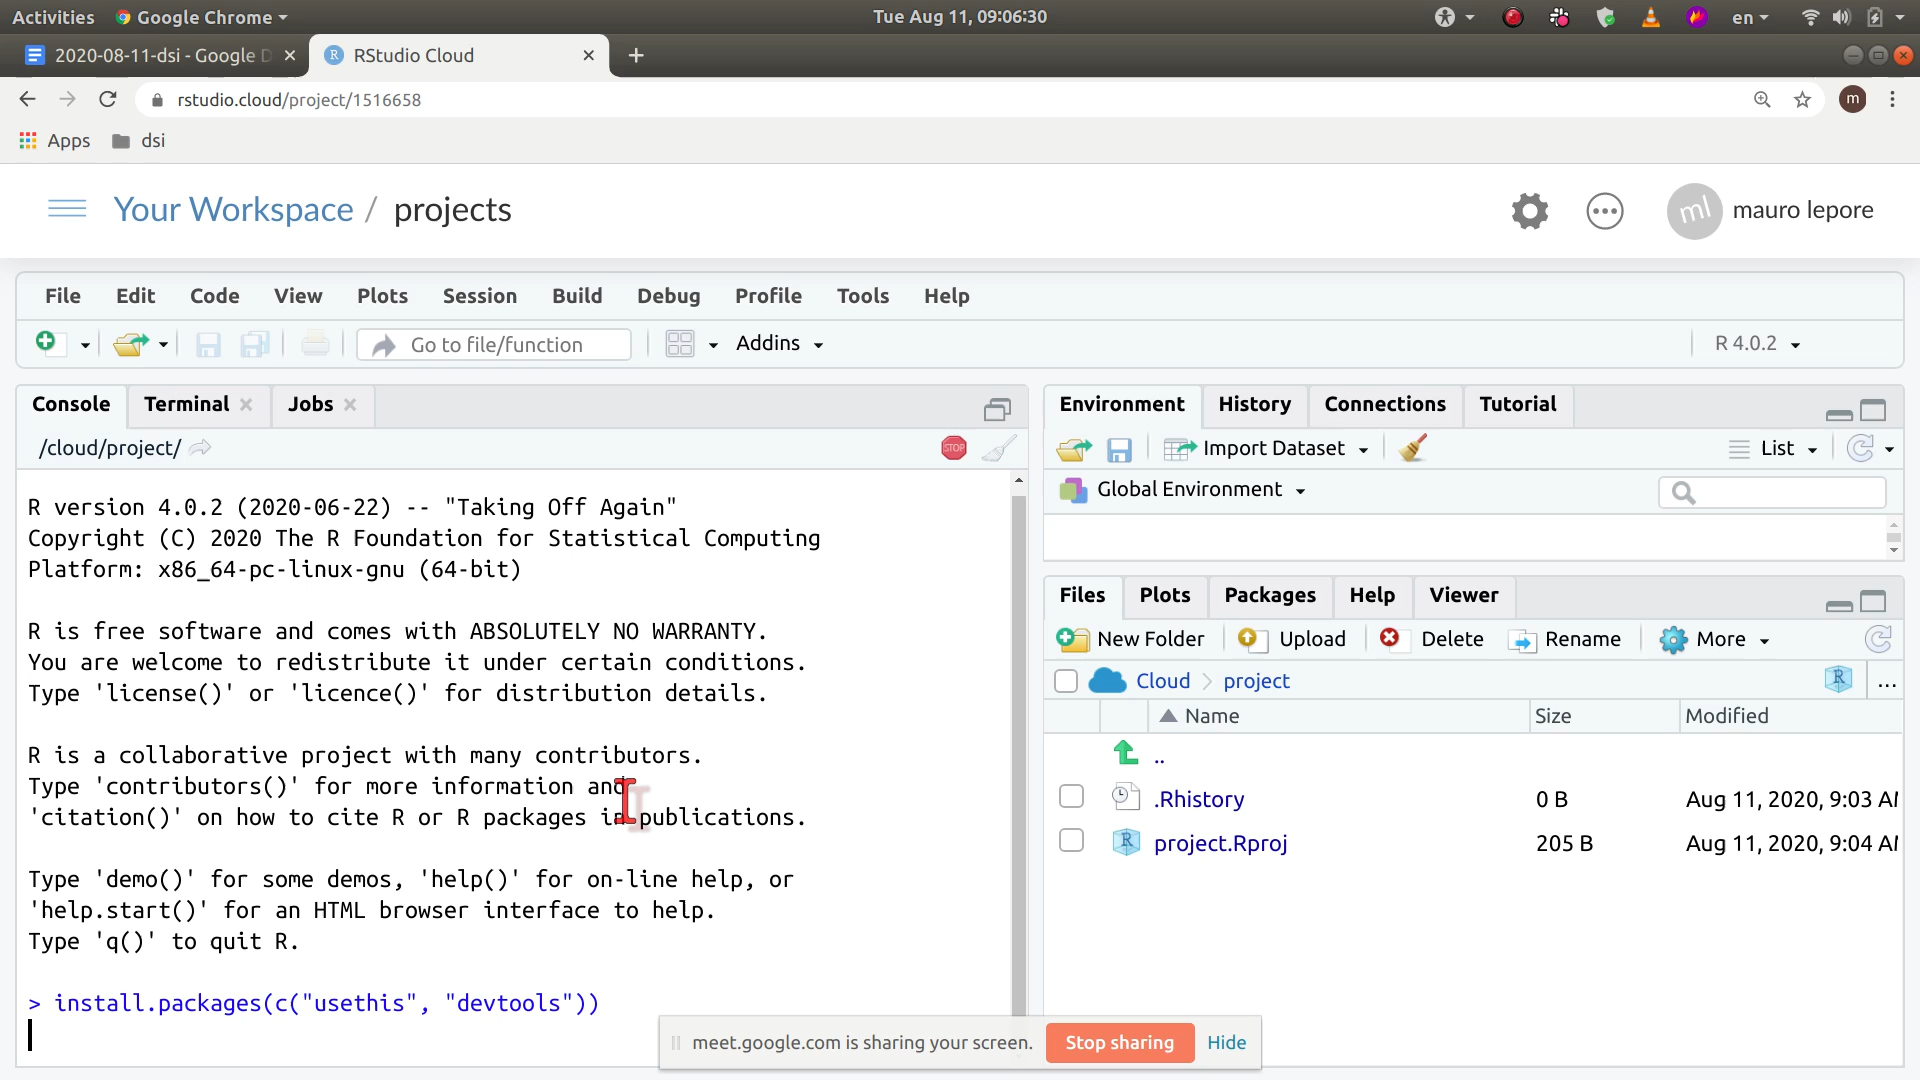 Activities Google Chrome Tue Aug 11, 09:06:30 en
2020-08-11-dsi - Google D RStudio Cloud
rstudio.cloud/project/1516658 m
Apps dsi
Your Workspace / projects ml mauro lepore
File Edit Code View Plots Session Build Debug Profile Tools Help
Go to file/function Addins R 4.0.2
Console Terminal Jobs
/cloud/project/ STOP
R version 4.0.2 (2020-06-22) -- "Taking Off Again"
Copyright (C) 2020 The R Foundation for Statistical Computing
Platform: x86_64-pc-linux-gnu (64-bit)
R is free software and comes with ABSOLUTELY NO WARRANTY.
You are welcome to redistribute it under certain conditions.
Type 'license()' or 'licence()' for distribution details.
R is a collaborative project with many contributors.
Type 'contributors()' for more information and
'citation()' on how to cite R or R packages in publications.
Type 'demo()' for some demos, 'help()' for on-line help, or
'help.start()' for an HTML browser interface to help.
Type 'q()' to quit R.
> install.packages(c("usethis", "devtools"))
Environment History Connections Tutorial
Import Dataset List
Global Environment
Files Plots Packages Help Viewer
New Folder Upload Delete Rename More
Cloud project R ...
Name Size Modified
..
.Rhistory 0 B Aug 11, 2020, 9:03 A
project.Rproj 205 B Aug 11, 2020, 9:04 A
meet.google.com is sharing your screen. Stop sharing Hide